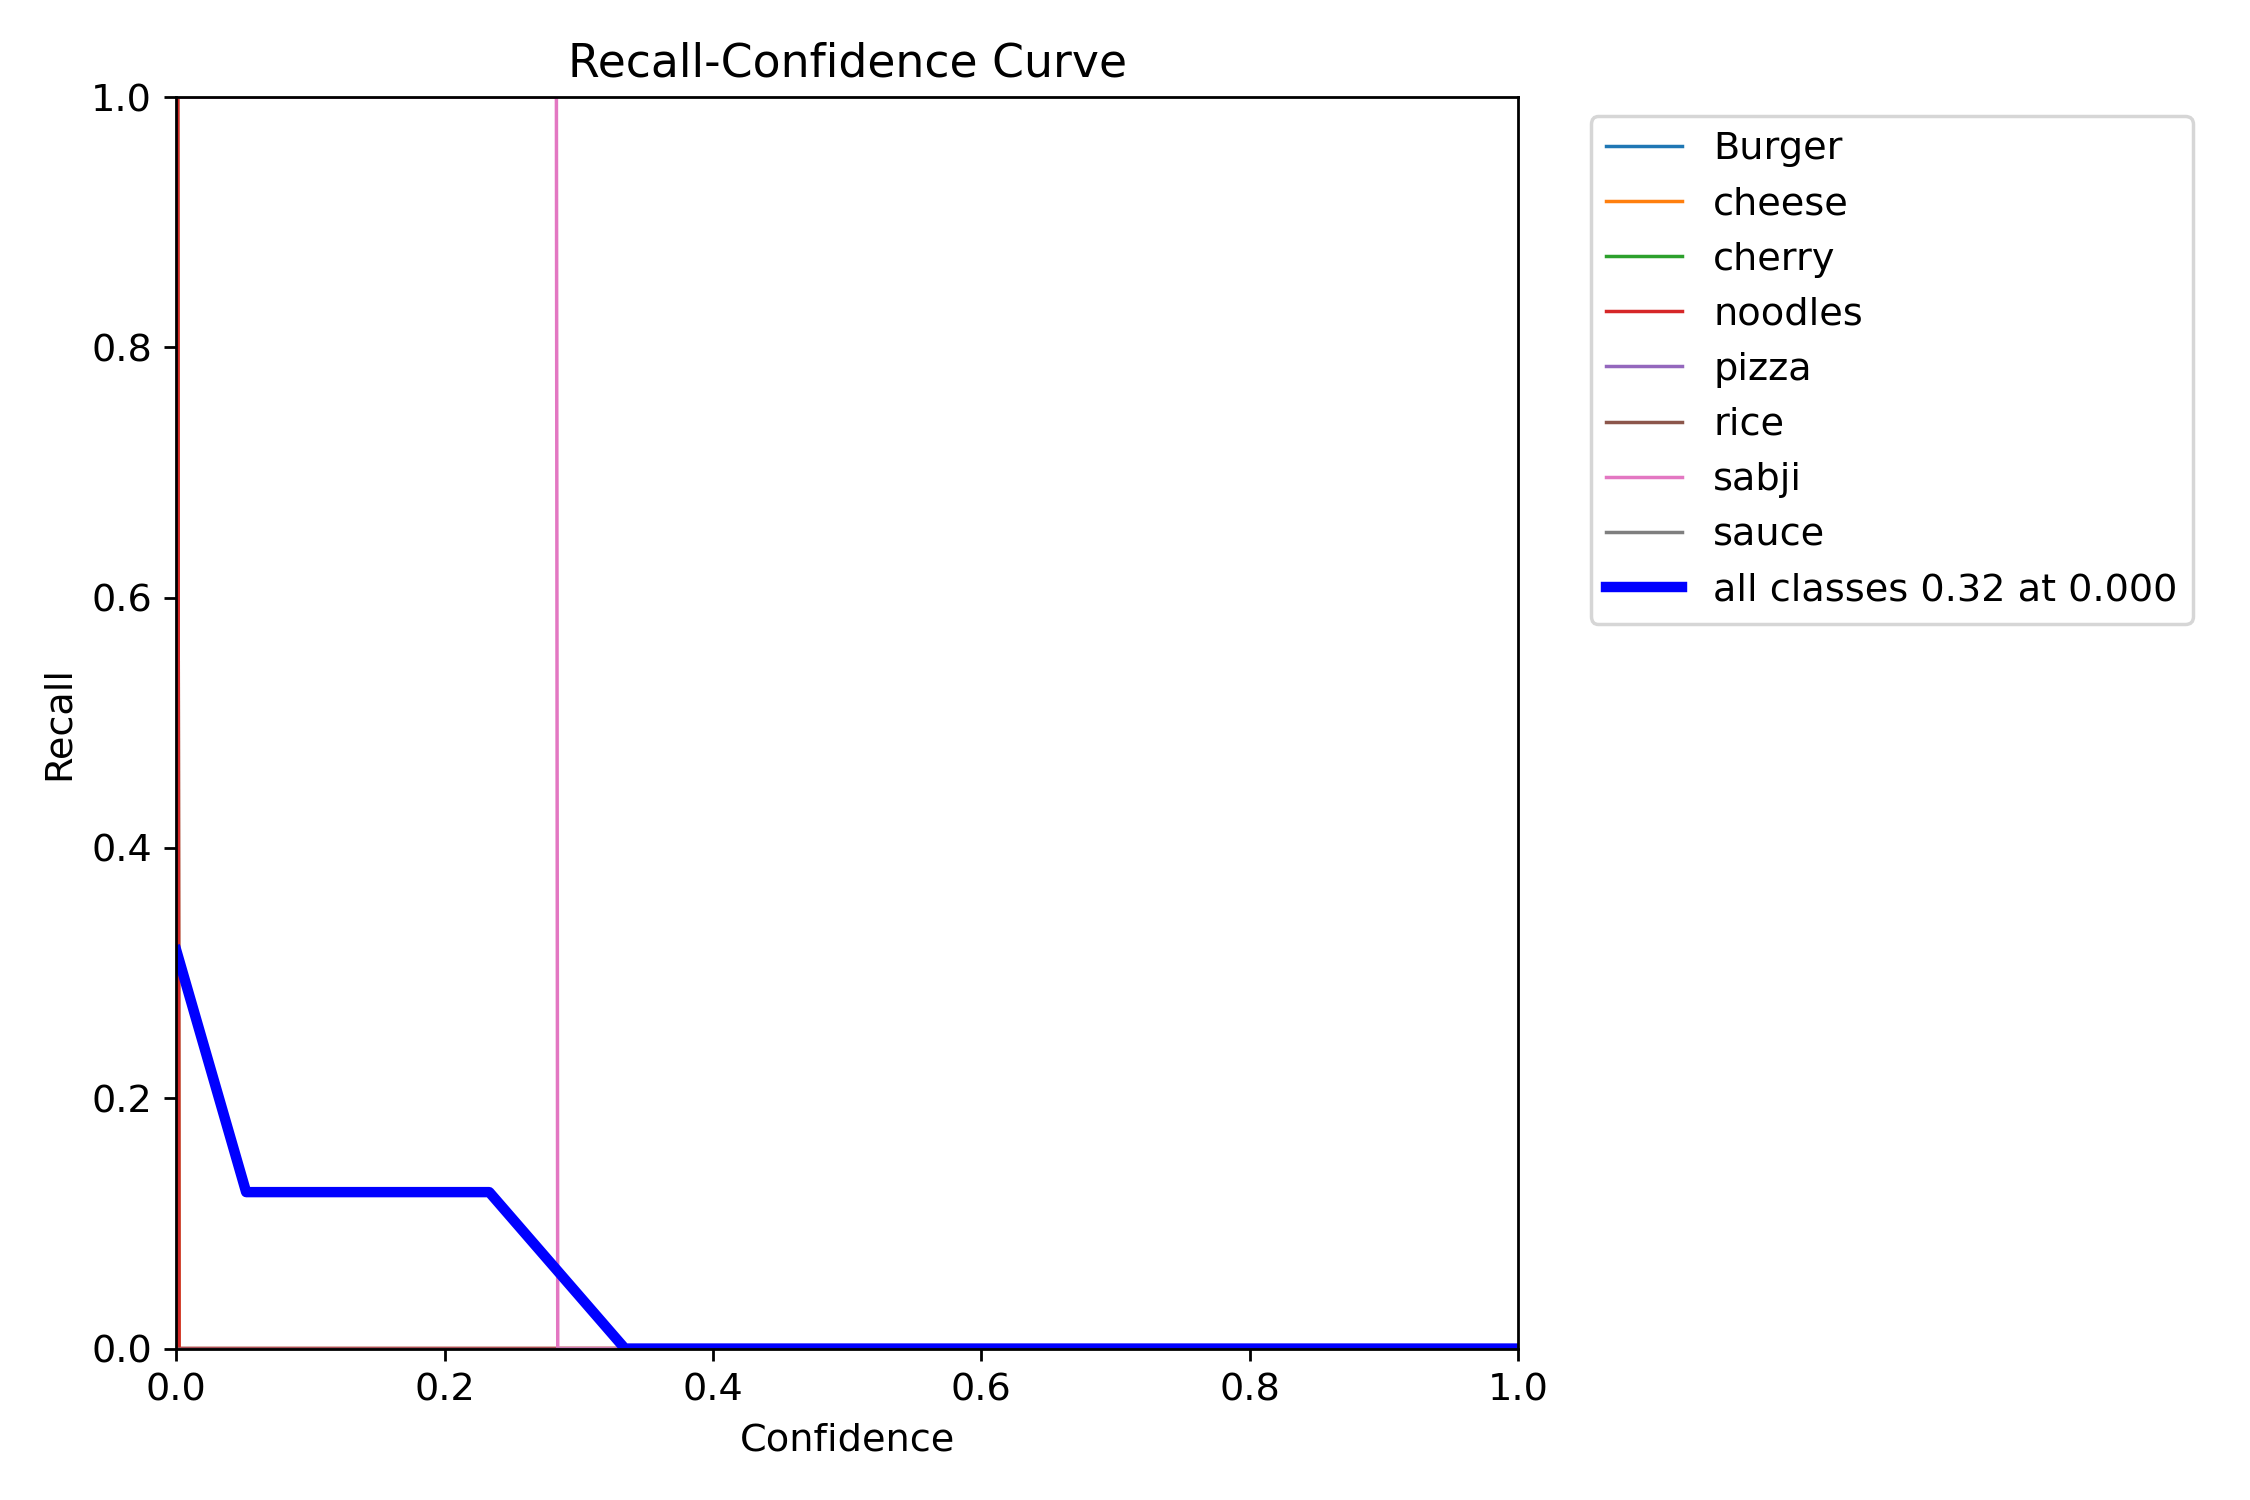 Recall-Confidence Curve
1.0
0.8
0.6
0.4
0.2
0.0
Recall
0.0 0.2 0.4 0.6 0.8 1.0
Confidence
Burger
cheese
cherry
noodles
pizza
rice
sabji
sauce
all classes 0.32 at 0.000